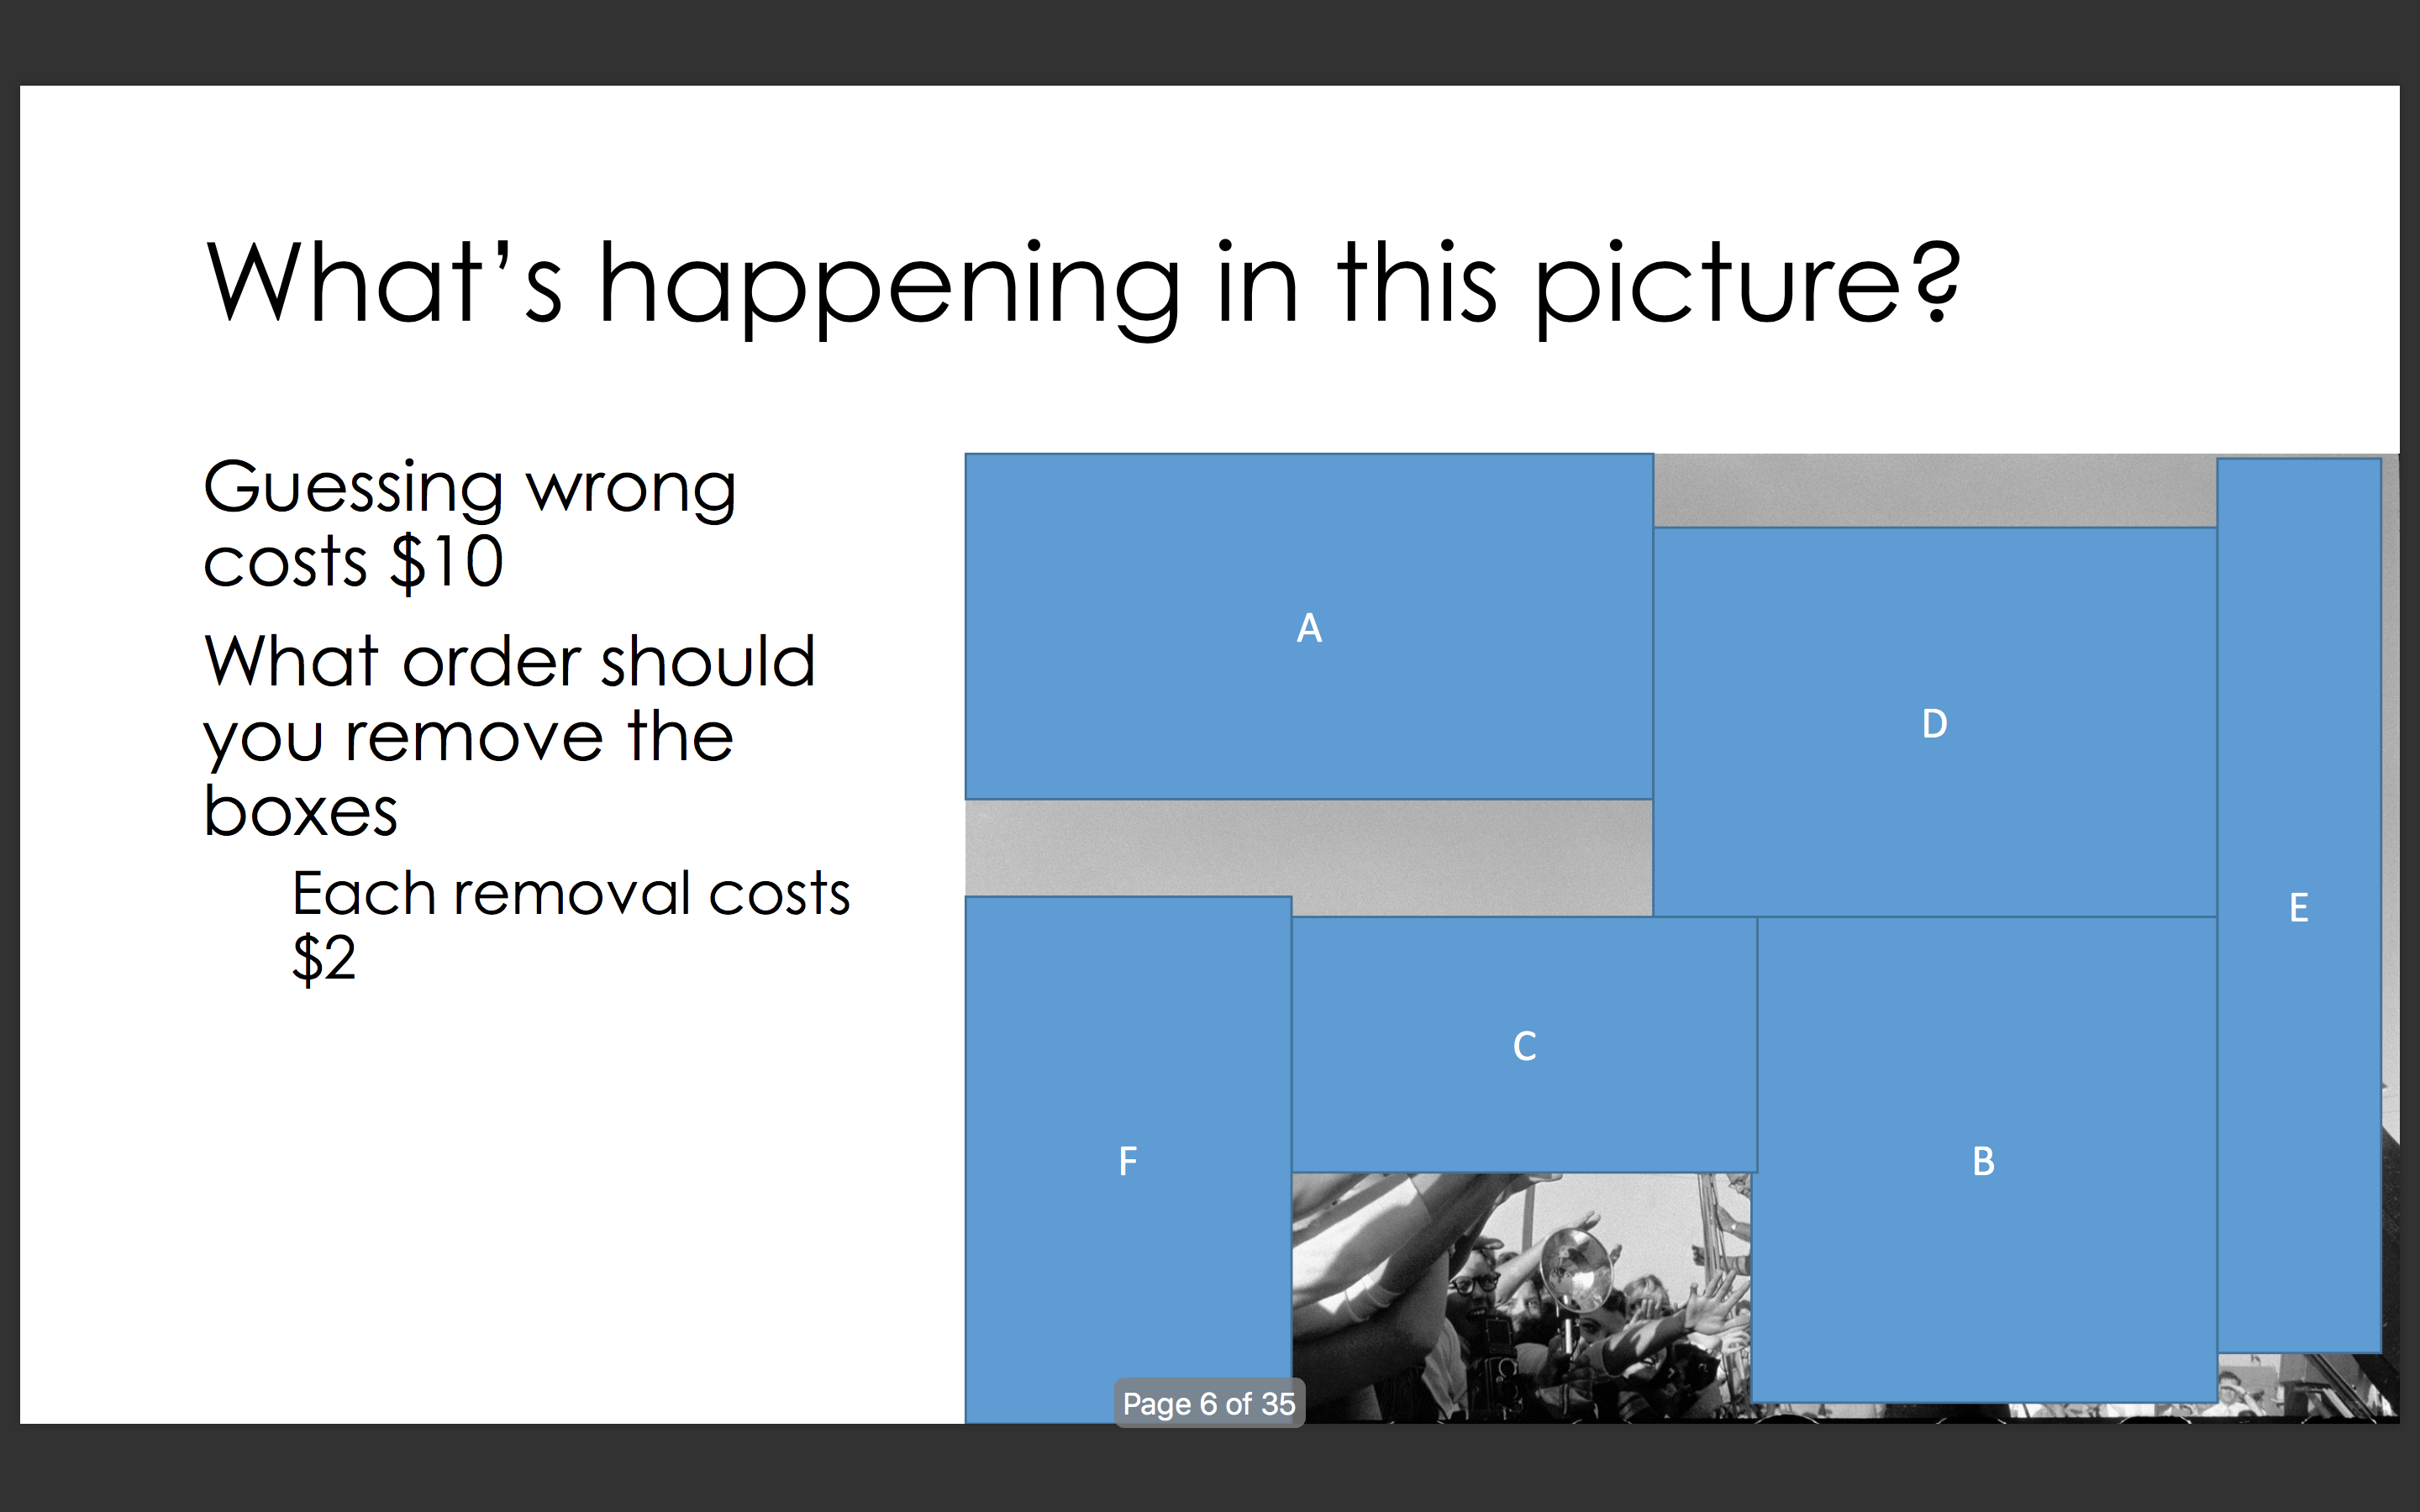 What’s happening in this picture?
Guessing wrong
costs $10
What order should
you remove the
boxes
Each removal costs
$2
A
D
E
C
F
B
Page 6 of 35